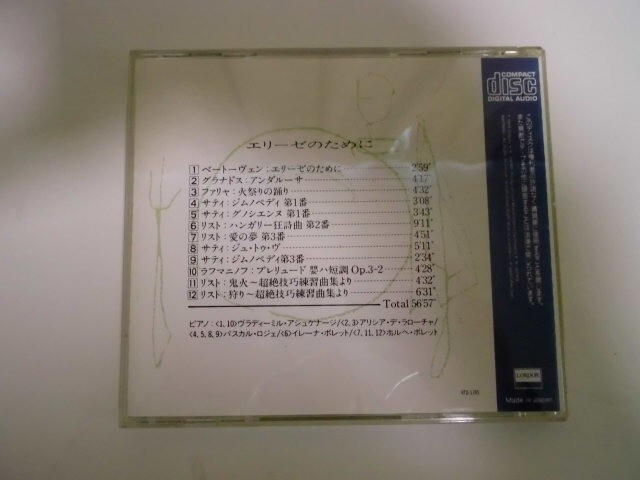 COMPACT
disc
DIGITAL AUDIO
エリーゼのために
1 ベートーヴェン：エリーゼのために 2'59"
2 グラナドス：アンダルーサ 4'17"
3 ファリャ：火祭りの踊り 4'32"
4 サティ：ジムノペディ 第1番 3'08"
5 サティ：グノシエンヌ 第1番 3'43"
6 リスト：ハンガリー狂詩曲 第2番 9'11"
7 リスト：愛の夢 第3番 4'51"
8 サティ：ジュ・トゥ・ヴ 5'11"
9 サティ：ジムノペディ第3番 2'34"
10 ラフマニノフ：プレリュード 嬰ハ短調 Op.3-2 4'28"
11 リスト：鬼火〜超絶技巧練習曲集より 4'32"
12 リスト：狩り〜超絶技巧練習曲集より 6'31"
Total 56'57"
ピアノ：〈1,10〉ヴラディーミル・アシュケナージ/〈2,3〉アリシア・デ・ラローチャ/
〈4,5,8,9〉パスカル・ロジェ/〈6〉イレーナ・ボレット/〈7,11,12〉ホルヘ・ボレット
LONDON
Made in Japan